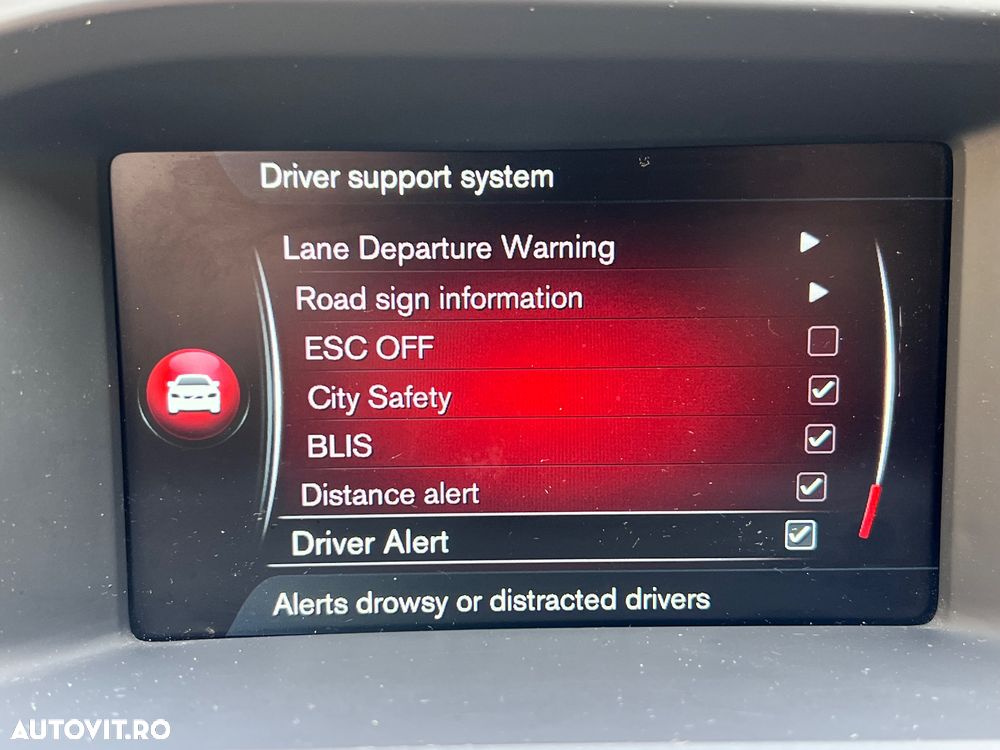 Driver support system
Lane Departure Warning
Road sign information
ESC OFF
City Safety
BLIS
Distance alert
Driver Alert
Alerts drowsy or distracted drivers
AUTOVIT.RO